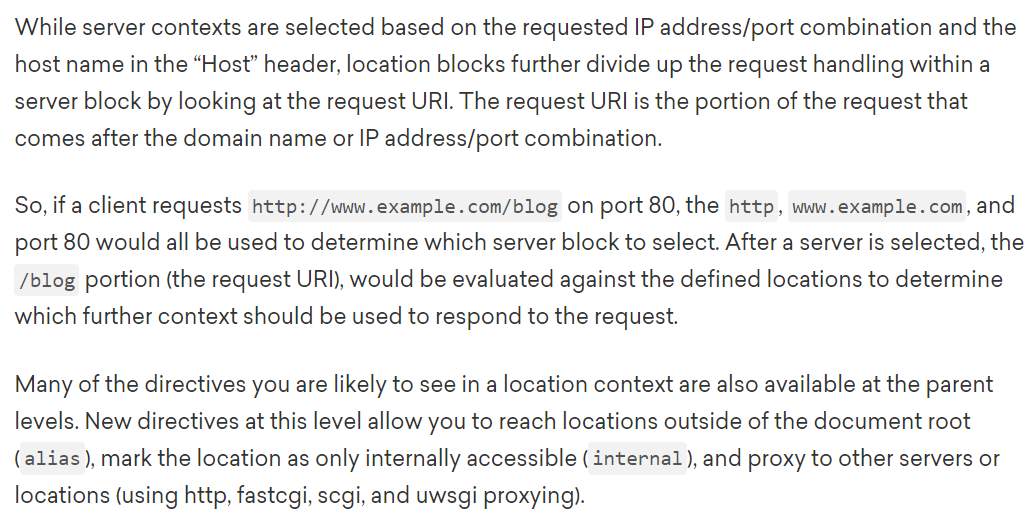 While server contexts are selected based on the requested IP address/port combination and the
host name in the “Host” header, location blocks further divide up the request handling within a
server block by looking at the request URI. The request URI is the portion of the request that
comes after the domain name or IP address/port combination.
So, if a client requests http://www.example.com/blog on port 80, the http, www.example.com, and
port 80 would all be used to determine which server block to select. After a server is selected, the
/blog portion (the request URI), would be evaluated against the defined locations to determine
which further context should be used to respond to the request.
Many of the directives you are likely to see in a location context are also available at the parent
levels. New directives at this level allow you to reach locations outside of the document root
(alias), mark the location as only internally accessible (internal), and proxy to other servers or
locations (using http, fastcgi, scgi, and uwsgi proxying).